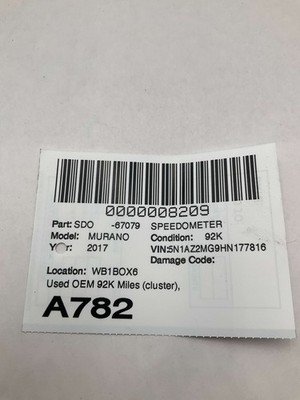 0000008209
Part: SDO -67079 SPEEDOMETER
Model: MURANO Condition: 92K
Year: 2017 VIN:5N1AZ2MG9HN177816
Damage Code:
Location: WB1BOX6
Used OEM 92K Miles (cluster),
A782